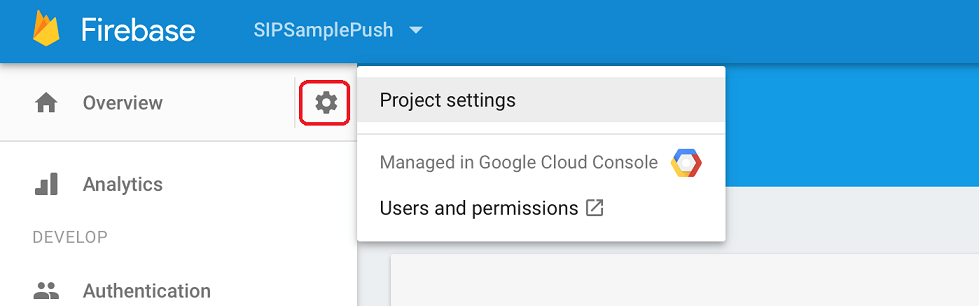 Firebase
SIPSamplePush
Overview
Project settings
Managed in Google Cloud Console
Users and permissions
Analytics
DEVELOP
Authentication